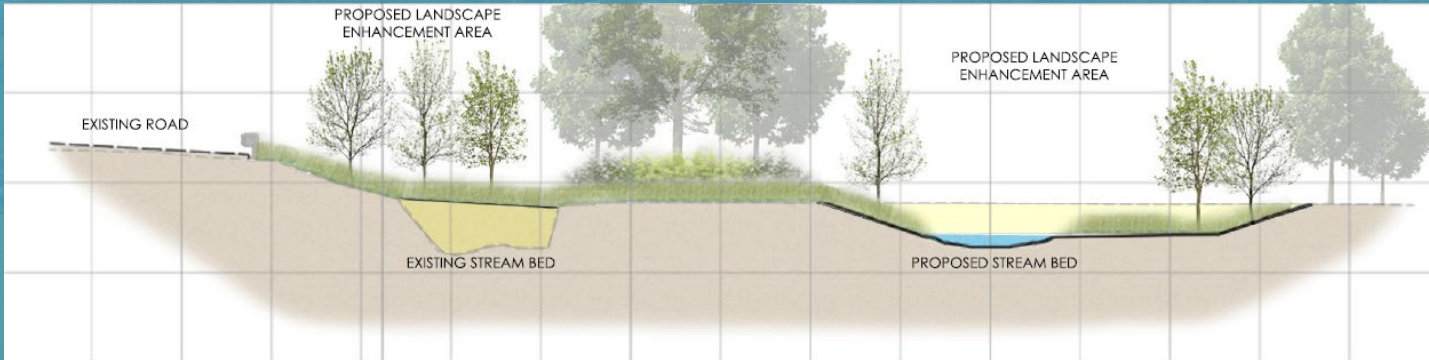 PROPOSED LANDSCAPE
ENHANCEMENT AREA
PROPOSED LANDSCAPE
ENHANCEMENT AREA
EXISTING ROAD
EXISTING STREAM BED
PROPOSED STREAM BED